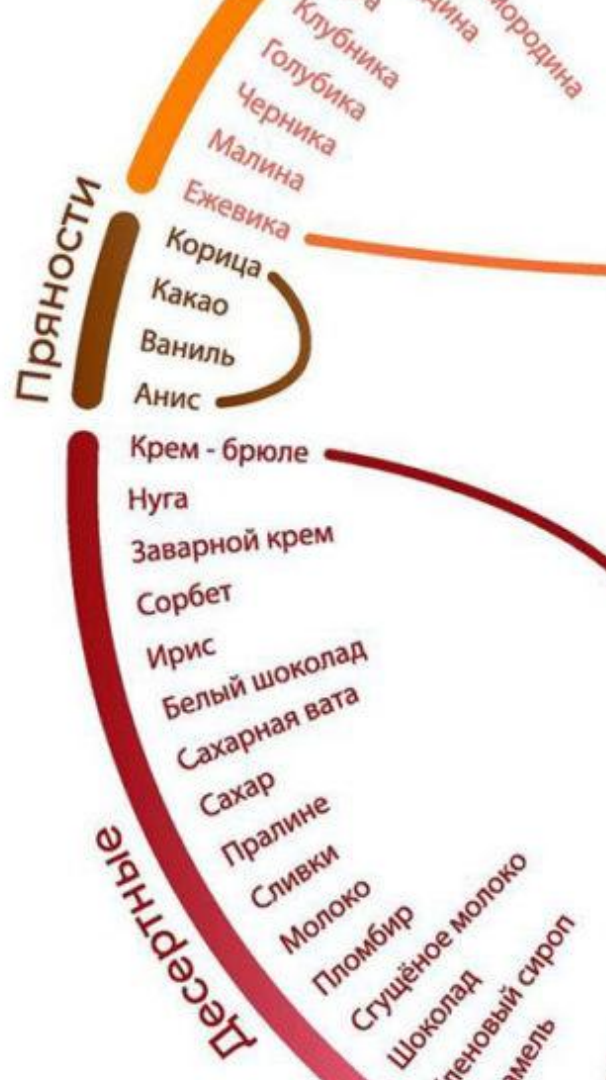 Клубника
Голубика
Черника
Малина
Ежевика
Пряности
Корица
Какао
Ваниль
Анис
Крем - брюле
Нуга
Заварной крем
Сорбет
Ирис
Белый шоколад
Сахарная вата
Сахар
Пралине
Сливки
Молоко
Пломбир
Сгущёное молоко
Шоколад
Десертные